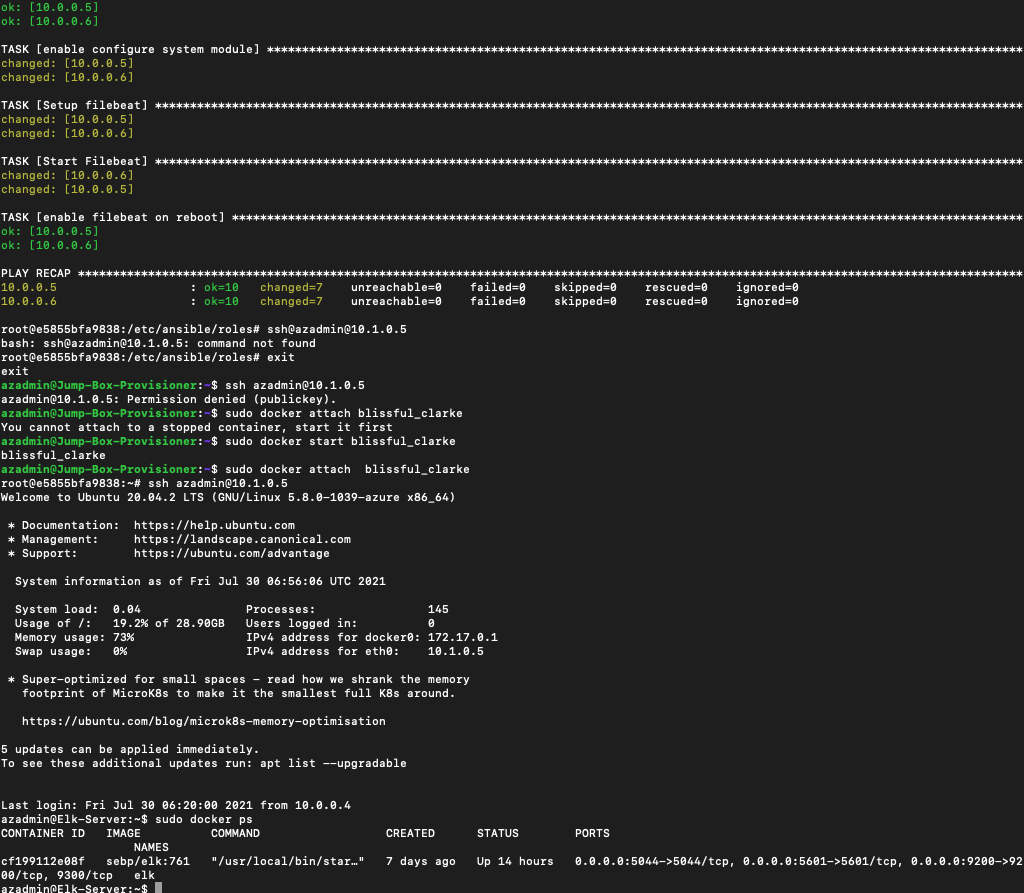 ok: [10.0.0.5]
ok: [10.0.0.6]
TASK [enable configure system module] ************************************************************************************************************
changed: [10.0.0.5]
changed: [10.0.0.6]
TASK [Setup filebeat] ****************************************************************************************************************************
changed: [10.0.0.5]
changed: [10.0.0.6]
TASK [Start Filebeat] ****************************************************************************************************************************
changed: [10.0.0.6]
changed: [10.0.0.5]
TASK [enable filebeat on reboot] *****************************************************************************************************************
ok: [10.0.0.5]
ok: [10.0.0.6]
PLAY RECAP ***************************************************************************************************************************************
10.0.0.5                   : ok=10   changed=7    unreachable=0    failed=0    skipped=0    rescued=0    ignored=0
10.0.0.6                   : ok=10   changed=7    unreachable=0    failed=0    skipped=0    rescued=0    ignored=0
root@e5855bfa9838:/etc/ansible/roles# ssh@azadmin@10.1.0.5
bash: ssh@azadmin@10.1.0.5: command not found
root@e5855bfa9838:/etc/ansible/roles# exit
exit
azadmin@Jump-Box-Provisioner:~$ ssh azadmin@10.1.0.5
azadmin@10.1.0.5: Permission denied (publickey).
azadmin@Jump-Box-Provisioner:~$ sudo docker attach blissful_clarke
You cannot attach to a stopped container, start it first
azadmin@Jump-Box-Provisioner:~$ sudo docker start blissful_clarke
blissful_clarke
azadmin@Jump-Box-Provisioner:~$ sudo docker attach  blissful_clarke
root@e5855bfa9838:~# ssh azadmin@10.1.0.5
Welcome to Ubuntu 20.04.2 LTS (GNU/Linux 5.8.0-1039-azure x86_64)
* Documentation:  https://help.ubuntu.com
* Management:     https://landscape.canonical.com
* Support:        https://ubuntu.com/advantage
System information as of Fri Jul 30 06:56:06 UTC 2021
System load:  0.04               Processes:                145
Usage of /:   19.2% of 28.90GB   Users logged in:          0
Memory usage: 73%                IPv4 address for docker0: 172.17.0.1
Swap usage:   0%                 IPv4 address for eth0:    10.1.0.5
* Super-optimized for small spaces - read how we shrank the memory
footprint of MicroK8s to make it the smallest full K8s around.
https://ubuntu.com/blog/microk8s-memory-optimisation
5 updates can be applied immediately.
To see these additional updates run: apt list --upgradable
Last login: Fri Jul 30 06:20:00 2021 from 10.0.0.4
azadmin@Elk-Server:~$ sudo docker ps
CONTAINER ID   IMAGE          COMMAND                  CREATED      STATUS        PORTS
NAMES
cf199112e08f   sebp/elk:761   "/usr/local/bin/star…"   7 days ago   Up 14 hours   0.0.0.0:5044->5044/tcp, 0.0.0.0:5601->5601/tcp, 0.0.0.0:9200->92
00/tcp, 9300/tcp   elk
azadmin@Elk-Server:~$